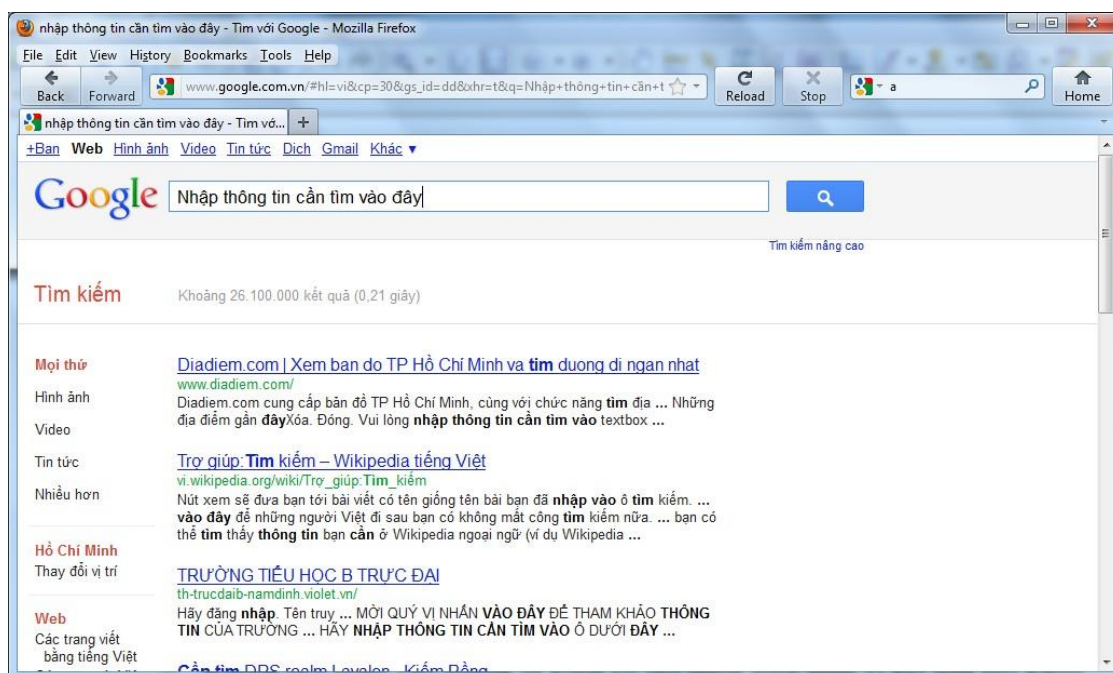 nhập thông tin cần tìm vào đây - Tìm với Google - Mozilla Firefox
File Edit View History Bookmarks Tools Help
Back Forward www.google.com.vn/#hl=vi&cp=30&gs_id=dd&xhr=t&q=Nhập+thông+tin+cần+t Reload Stop a Home
nhập thông tin cần tìm vào đây - Tìm vớ... +
+Bạn Web Hình ảnh Video Tin tức Dịch Gmail Khác ▼
Google Nhập thông tin cần tìm vào đây
Tìm kiếm nâng cao
Tìm kiếm Khoảng 26.100.000 kết quả (0,21 giây)
Mọi thứ
Hình ảnh
Video
Tin tức
Nhiều hơn
Hồ Chí Minh
Thay đổi vị trí
Web
Các trang viết
bằng tiếng Việt
Diadiem.com | Xem ban do TP Hồ Chí Minh va tim duong di ngan nhat
www.diadiem.com/
Diadiem.com cung cấp bản đồ TP Hồ Chí Minh, cùng với chức năng tìm địa ... Những
địa điểm gần đâyXóa. Đóng. Vui lòng nhập thông tin cần tìm vào textbox ...
Trợ giúp:Tìm kiếm – Wikipedia tiếng Việt
vi.wikipedia.org/wiki/Trợ_giúp:Tìm_kiếm
Nút xem sẽ đưa bạn tới bài viết có tên giống tên bài bạn đã nhập vào ô tìm kiếm. ...
vào đây để những người Việt đi sau bạn có không mất công tìm kiếm nữa. ... bạn có
thể tìm thấy thông tin bạn cần ở Wikipedia ngoại ngữ (ví dụ Wikipedia ...
TRƯỜNG TIỂU HỌC B TRỰC ĐẠI
th-trucdaib-namdinh.violet.vn/
Hãy đăng nhập. Tên truy ... MỜI QUÝ VỊ NHẤN VÀO ĐÂY ĐỂ THAM KHẢO THÔNG
TIN CỦA TRƯỜNG ... HÃY NHẬP THÔNG TIN CẦN TÌM VÀO Ô DƯỚI ĐÂY ...
Cần tìm